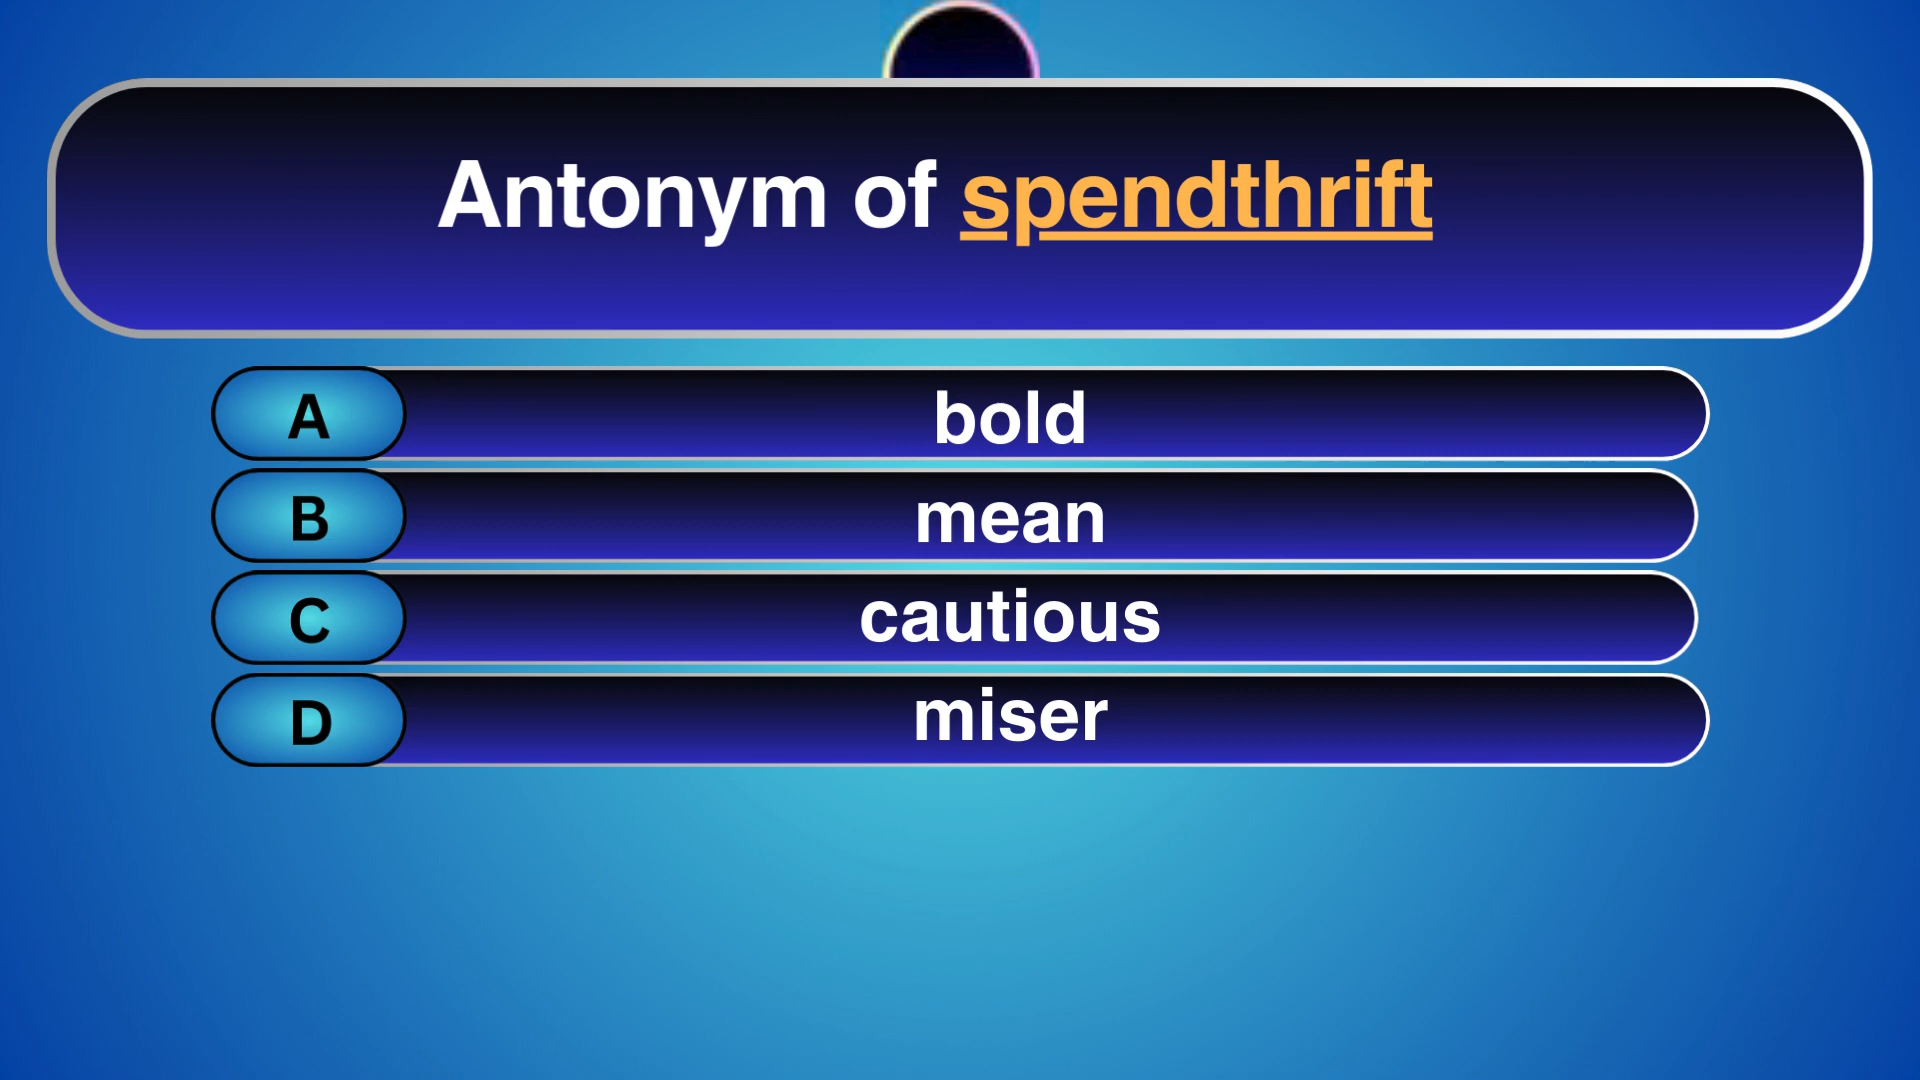 Antonym of spendthrift
A bold
B mean
C cautious
D miser